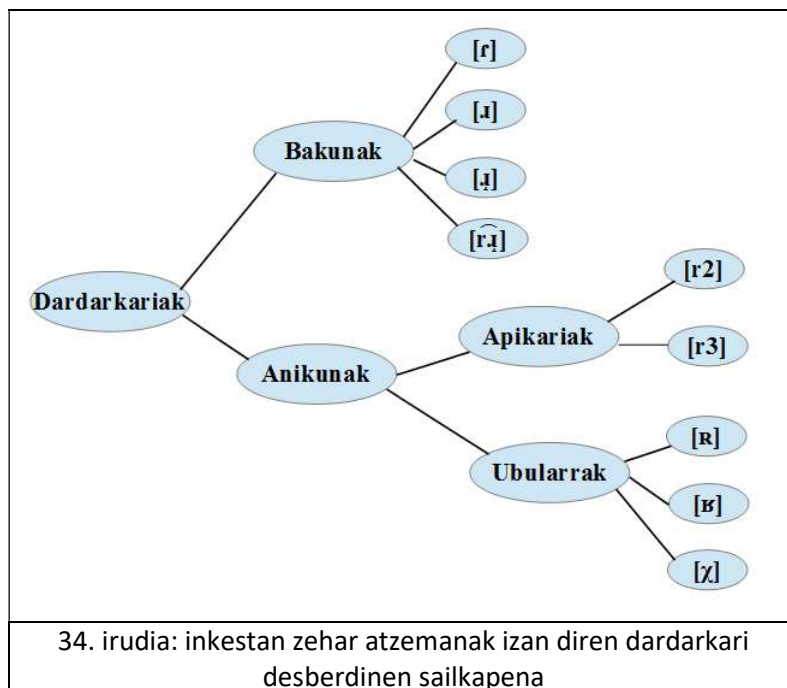 [ɾ]
[ɹ]
Bakunak
[ɹ̝]
[r͡ɹ̝]
[r2]
Dardarkariak
Apikariak
[r3]
Anikunak
[ʀ]
Ubularrak
[ʁ]
[χ]
34. irudia: inkestan zehar atzemanak izan diren dardarkari
desberdinen sailkapena